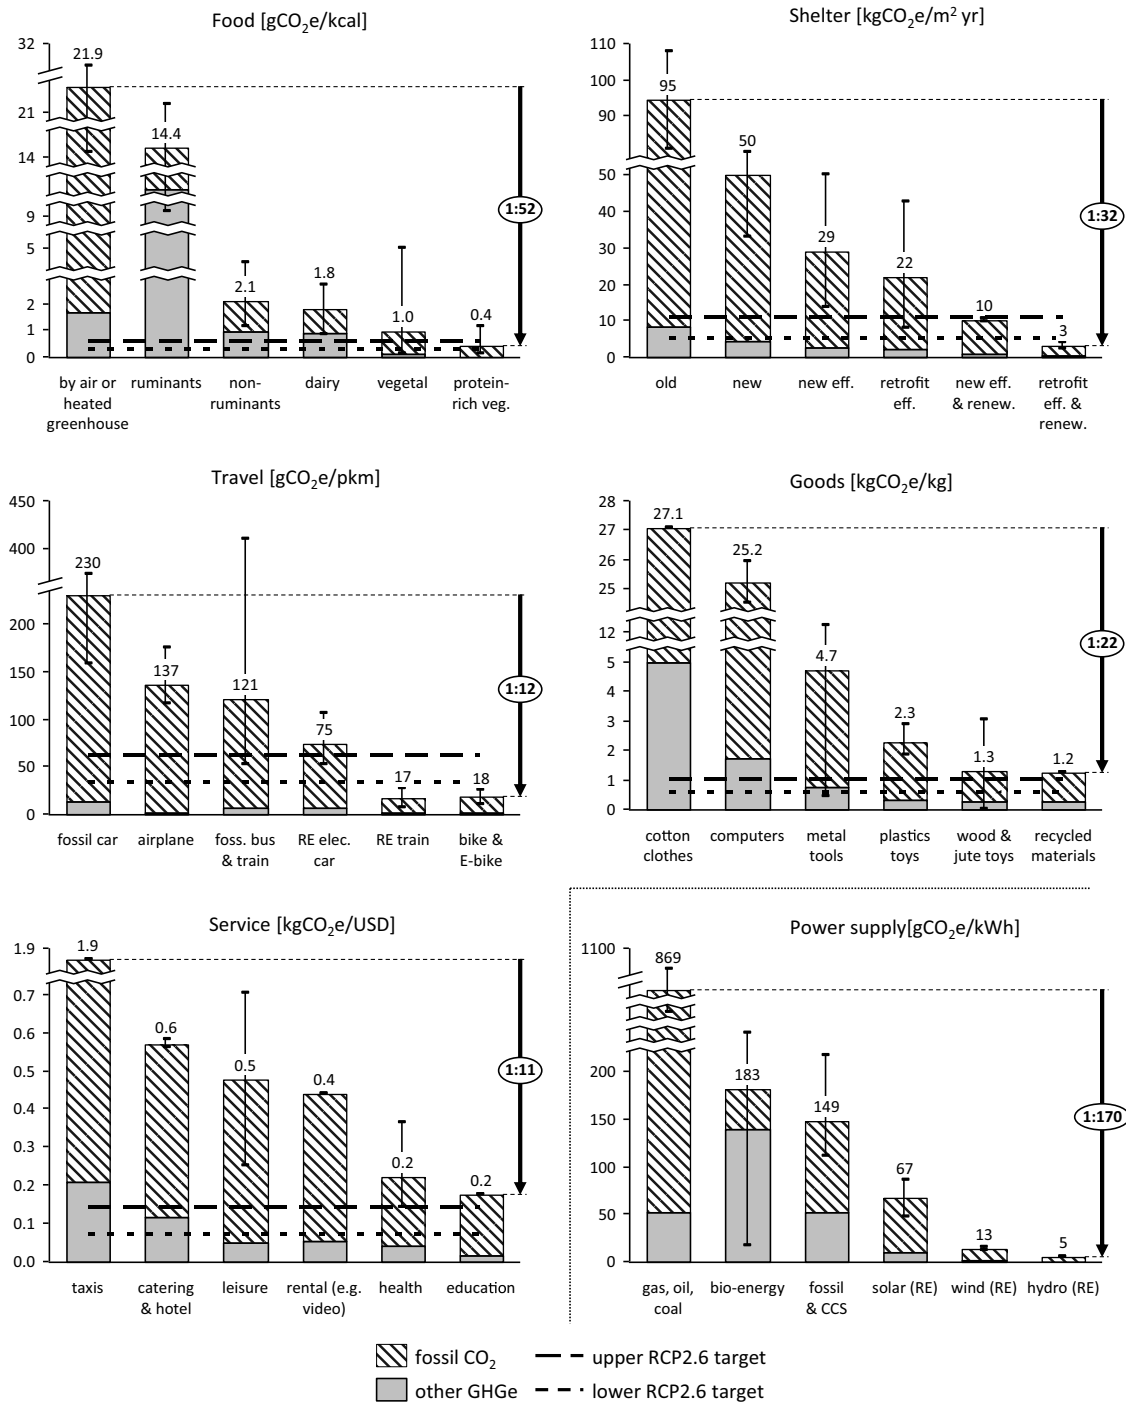 Food [gCO2e/kcal]
32
21
14
9
5
2
1
0
21.9
14.4
2.1
1.8
1.0
0.4
1:52
by air or heated greenhouse
ruminants
non-ruminants
dairy
vegetal
protein-rich veg.
Shelter [kgCO2e/m2 yr]
110
100
90
50
40
30
20
10
0
95
50
29
22
10
3
1:32
old
new
new eff.
retrofit eff.
new eff. & renew.
retrofit eff. & renew.
Travel [gCO2e/pkm]
450
400
200
150
100
50
0
230
137
121
75
17
18
1:12
fossil car
airplane
foss. bus & train
RE elec. car
RE train
bike & E-bike
Goods [kgCO2e/kg]
28
27
26
25
12
5
4
3
2
1
0
27.1
25.2
4.7
2.3
1.3
1.2
1:22
cotton clothes
computers
metal tools
plastics toys
wood & jute toys
recycled materials
Service [kgCO2e/USD]
1.9
0.7
0.6
0.5
0.4
0.3
0.2
0.1
0.0
1.9
0.6
0.5
0.4
0.2
0.2
1:11
taxis
catering & hotel
leisure
rental (e.g. video)
health
education
Power supply[gCO2e/kWh]
1100
200
150
100
50
0
869
183
149
67
13
5
1:170
gas, oil, coal
bio-energy
fossil & CCS
solar (RE)
wind (RE)
hydro (RE)
fossil CO2
upper RCP2.6 target
other GHGe
lower RCP2.6 target